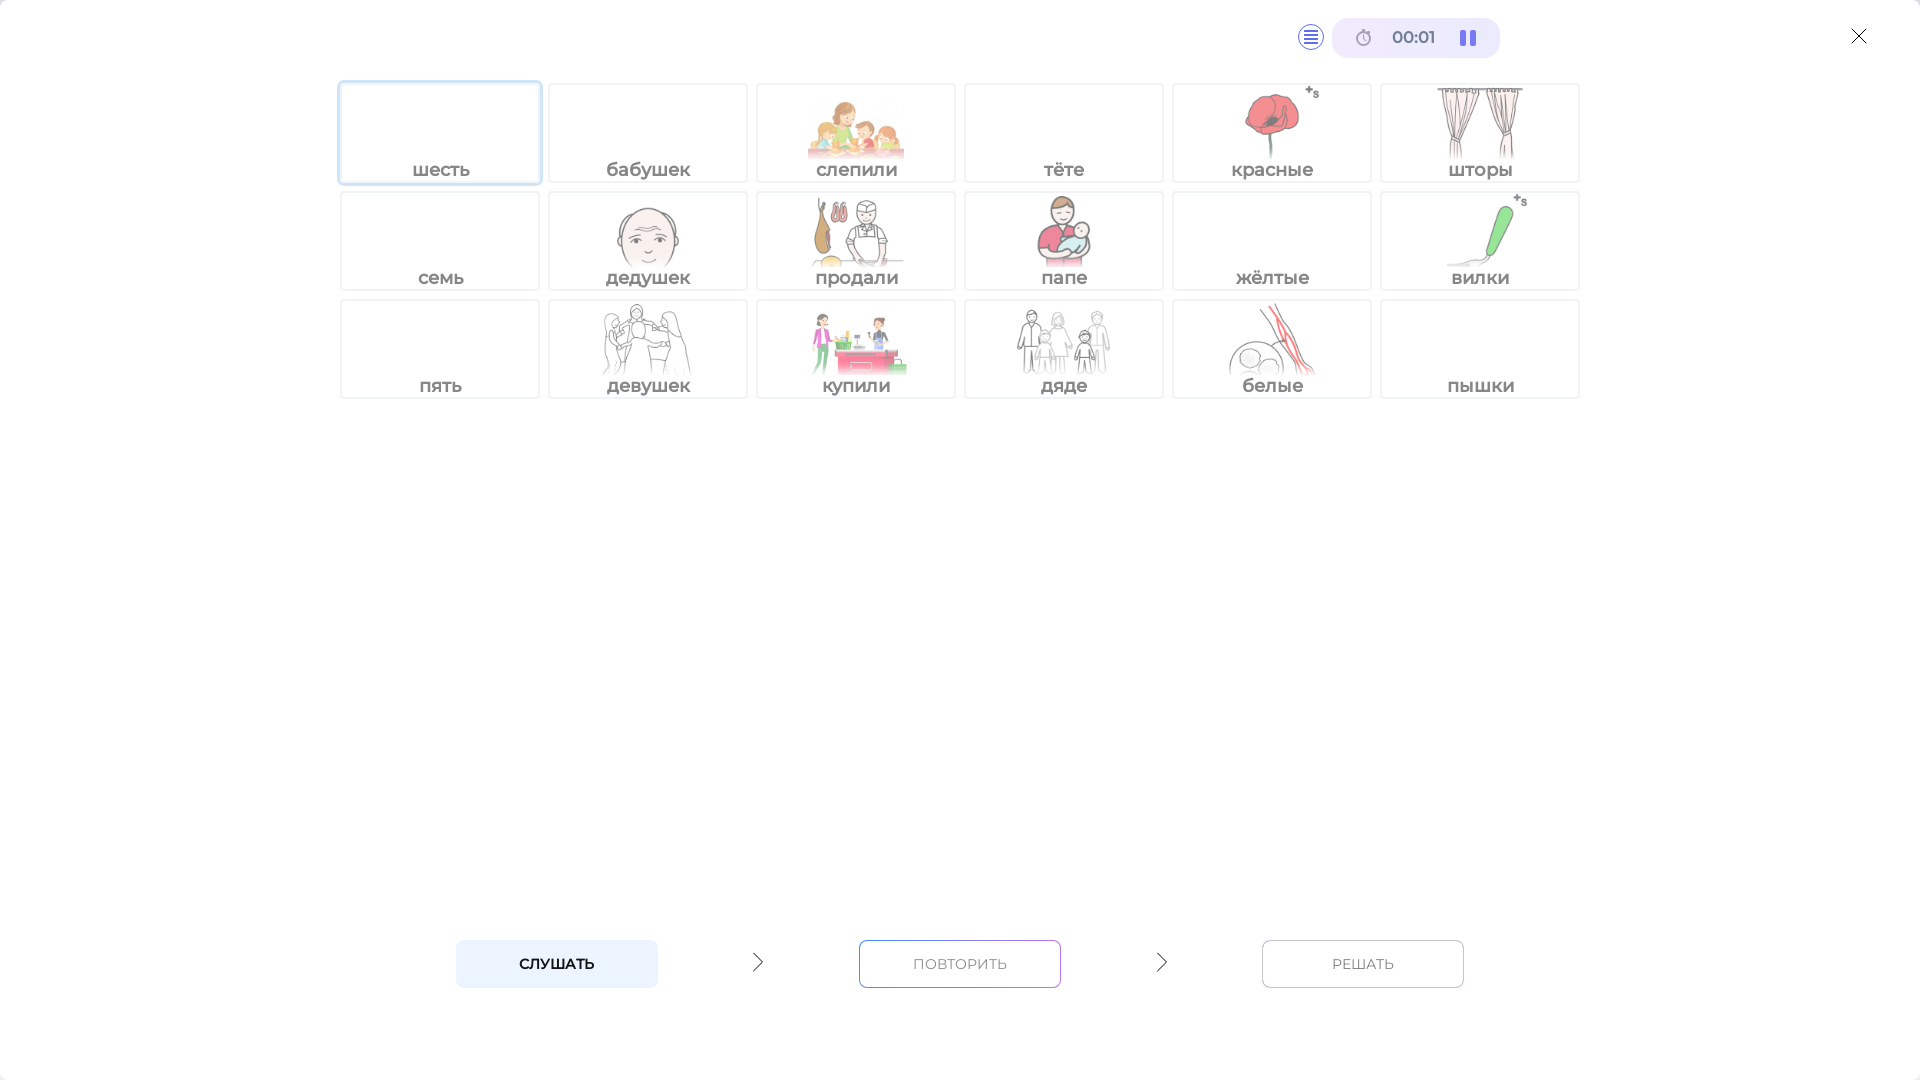 00:01
шесть бабушек слепили тёте красные шторы
семь дедушек продали папе жёлтые вилки
пять девушек купили дяде белые пышки
СЛУШАТЬ ПОВТОРИТЬ РЕШАТЬ